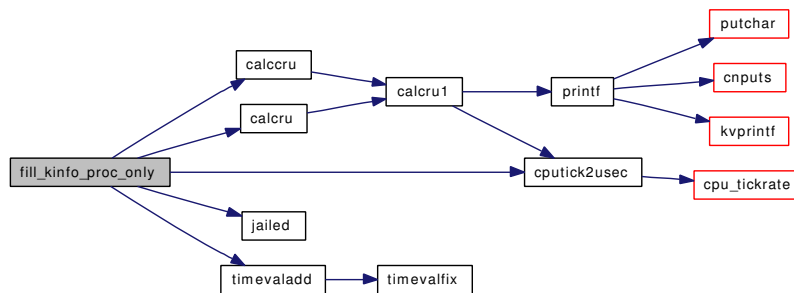 putchar
calccru
cnputs
calcru1
printf
calcru
kvprintf
fill_kinfo_proc_only
cputick2usec
cpu_tickrate
jailed
timevaladd
timevalfix